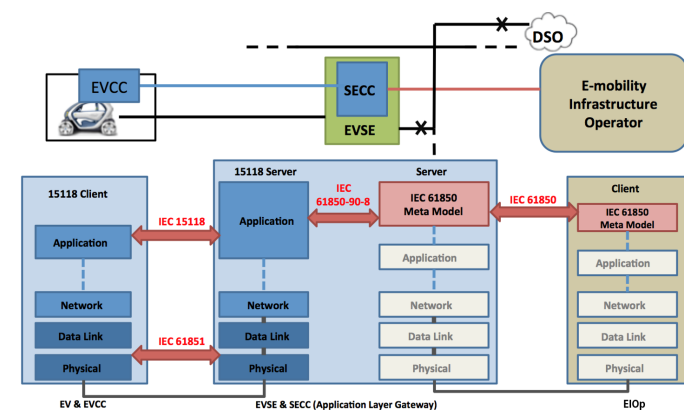 DSO
EVCC
SECC
EVSE
E-mobility
Infrastructure
Operator
15118 Client
15118 Server
Server
Client
IEC
61850-90-8
IEC 61850
Meta Model
IEC 61850
IEC 61850
Meta Model
IEC 15118
Application
Application
Application
Application
Network
Network
Network
Network
Data Link
Data Link
Data Link
Data Link
IEC 61851
Physical
Physical
Physical
Physical
EV & EVCC
EVSE & SECC (Application Layer Gateway)
EIOp